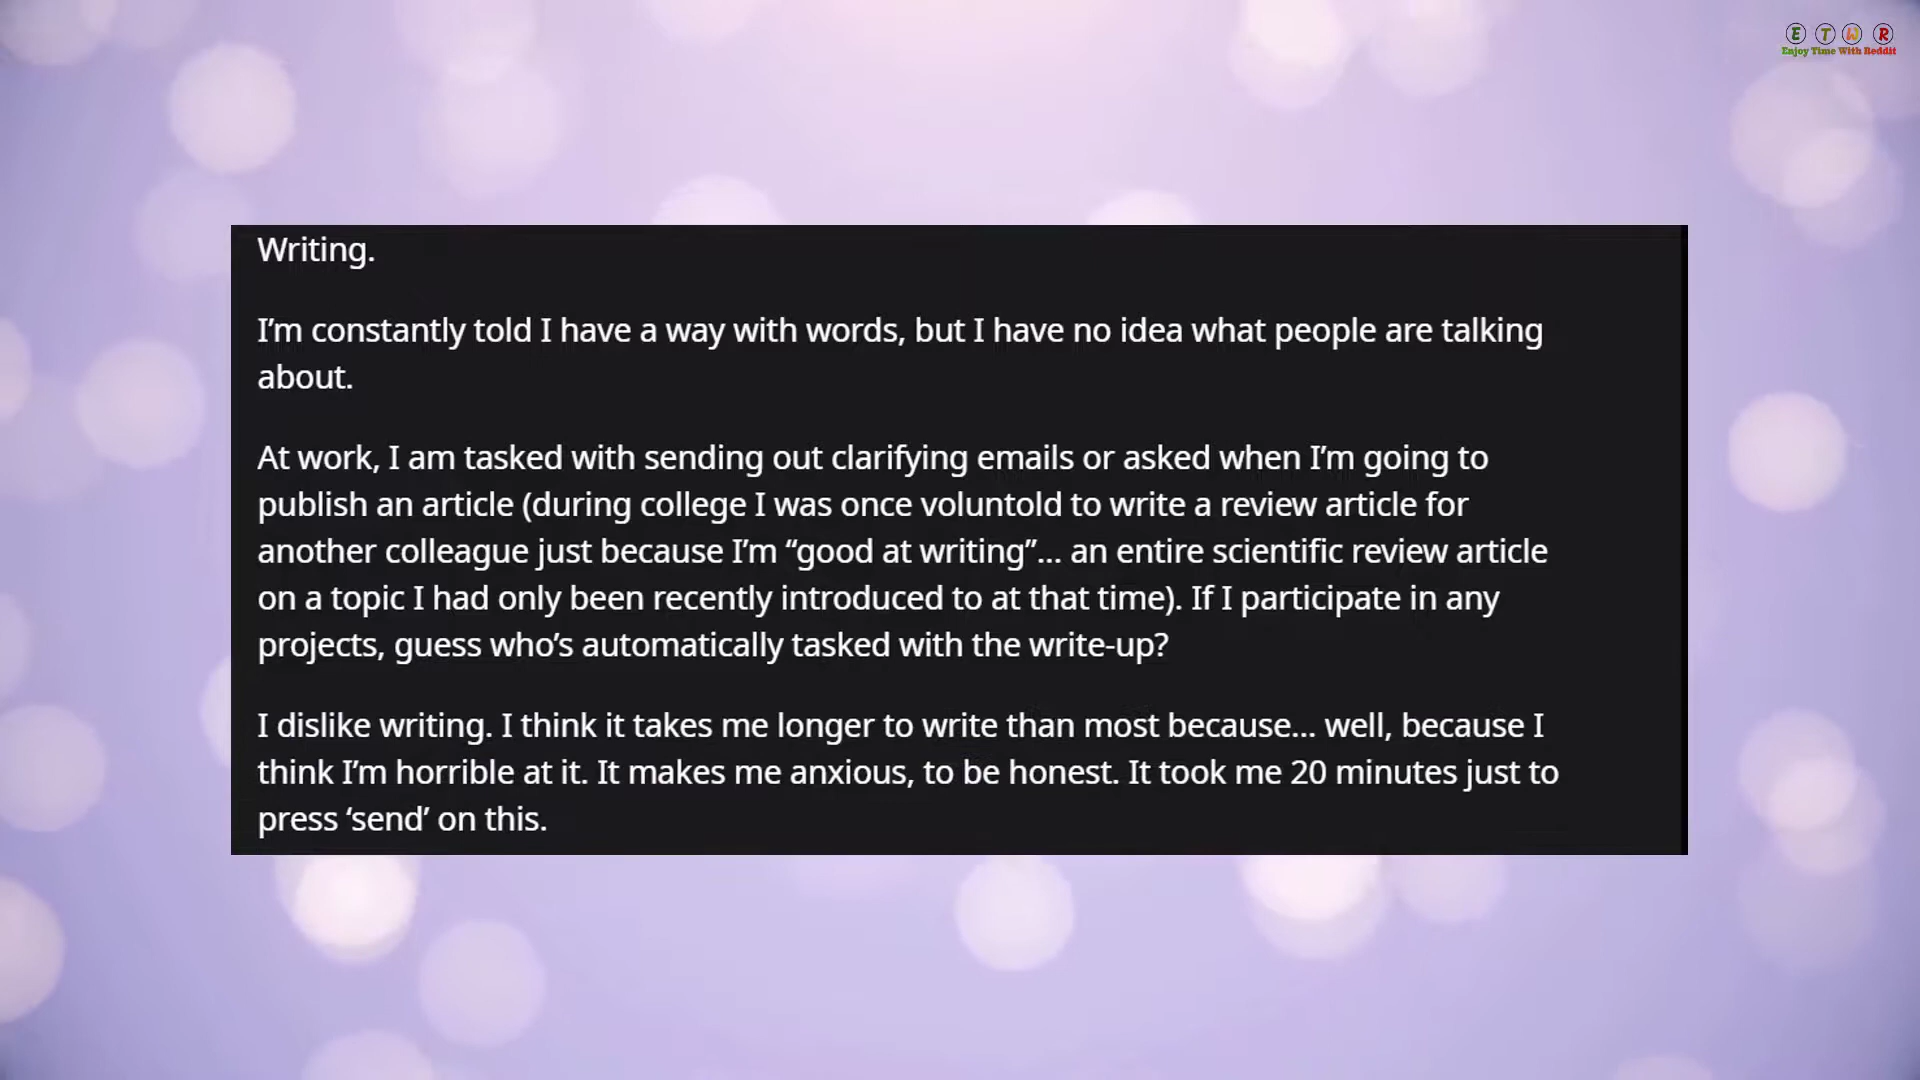 E T W R
Enjoy Time With Reddit
Writing.
I’m constantly told I have a way with words, but I have no idea what people are talking
about.
At work, I am tasked with sending out clarifying emails or asked when I’m going to
publish an article (during college I was once voluntold to write a review article for
another colleague just because I’m “good at writing”... an entire scientific review article
on a topic I had only been recently introduced to at that time). If I participate in any
projects, guess who’s automatically tasked with the write-up?
I dislike writing. I think it takes me longer to write than most because... well, because I
think I’m horrible at it. It makes me anxious, to be honest. It took me 20 minutes just to
press ‘send’ on this.